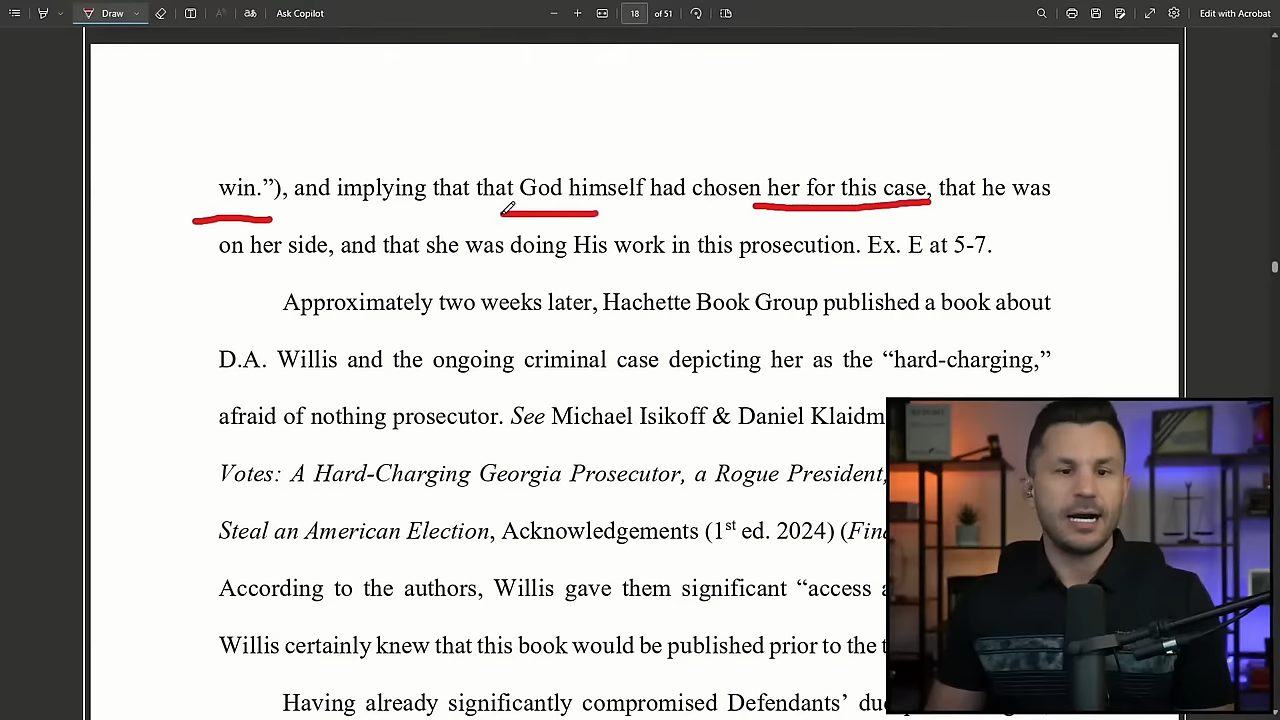 Draw Ask Copilot 18 of 51 Edit with Acrobat
win.”), and implying that that God himself had chosen her for this case, that he was
on her side, and that she was doing His work in this prosecution. Ex. E at 5-7.
Approximately two weeks later, Hachette Book Group published a book about
D.A. Willis and the ongoing criminal case depicting her as the “hard-charging,”
afraid of nothing prosecutor. See Michael Isikoff & Daniel Klaidm
Votes: A Hard-Charging Georgia Prosecutor, a Rogue President,
Steal an American Election, Acknowledgements (1st ed. 2024) (Fin
According to the authors, Willis gave them significant “access a
Willis certainly knew that this book would be published prior to the t
Having already significantly compromised Defendants’ du